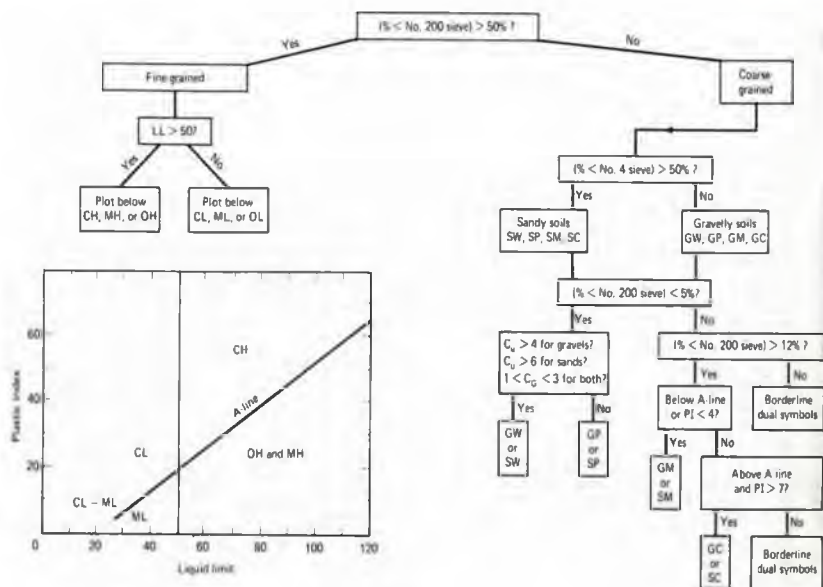 (% < No. 200 sieve) > 50% ?
Yes
No
Fine grained
Coarse
grained
LL > 50?
Yes
No
(% < No. 4 sieve) > 50% ?
Plot below
CH, MH, or OH
Plot below
CL, ML, or OL
Yes
No
Sandy soils
SW, SP, SM, SC
Gravelly soils
GW, GP, GM, GC
(% < No. 200 sieve) < 5%?
Yes
No
Cu > 4 for gravels?
Cu > 6 for sands?
1 < CG < 3 for both?
(% < No. 200 sieve) > 12% ?
Yes
No
Yes
No
Below A-line
or PI < 4?
Borderline
dual symbols
GW
or
SW
GP
or
SP
Yes
No
GM
or
SM
Above A line
and PI > 7?
Yes
No
GC
or
SC
Borderline
dual symbols
Plastic index
60
40
20
CH
A-line
CL
OH and MH
CL – ML
ML
0
20
40
60
80
100
120
Liquid limit